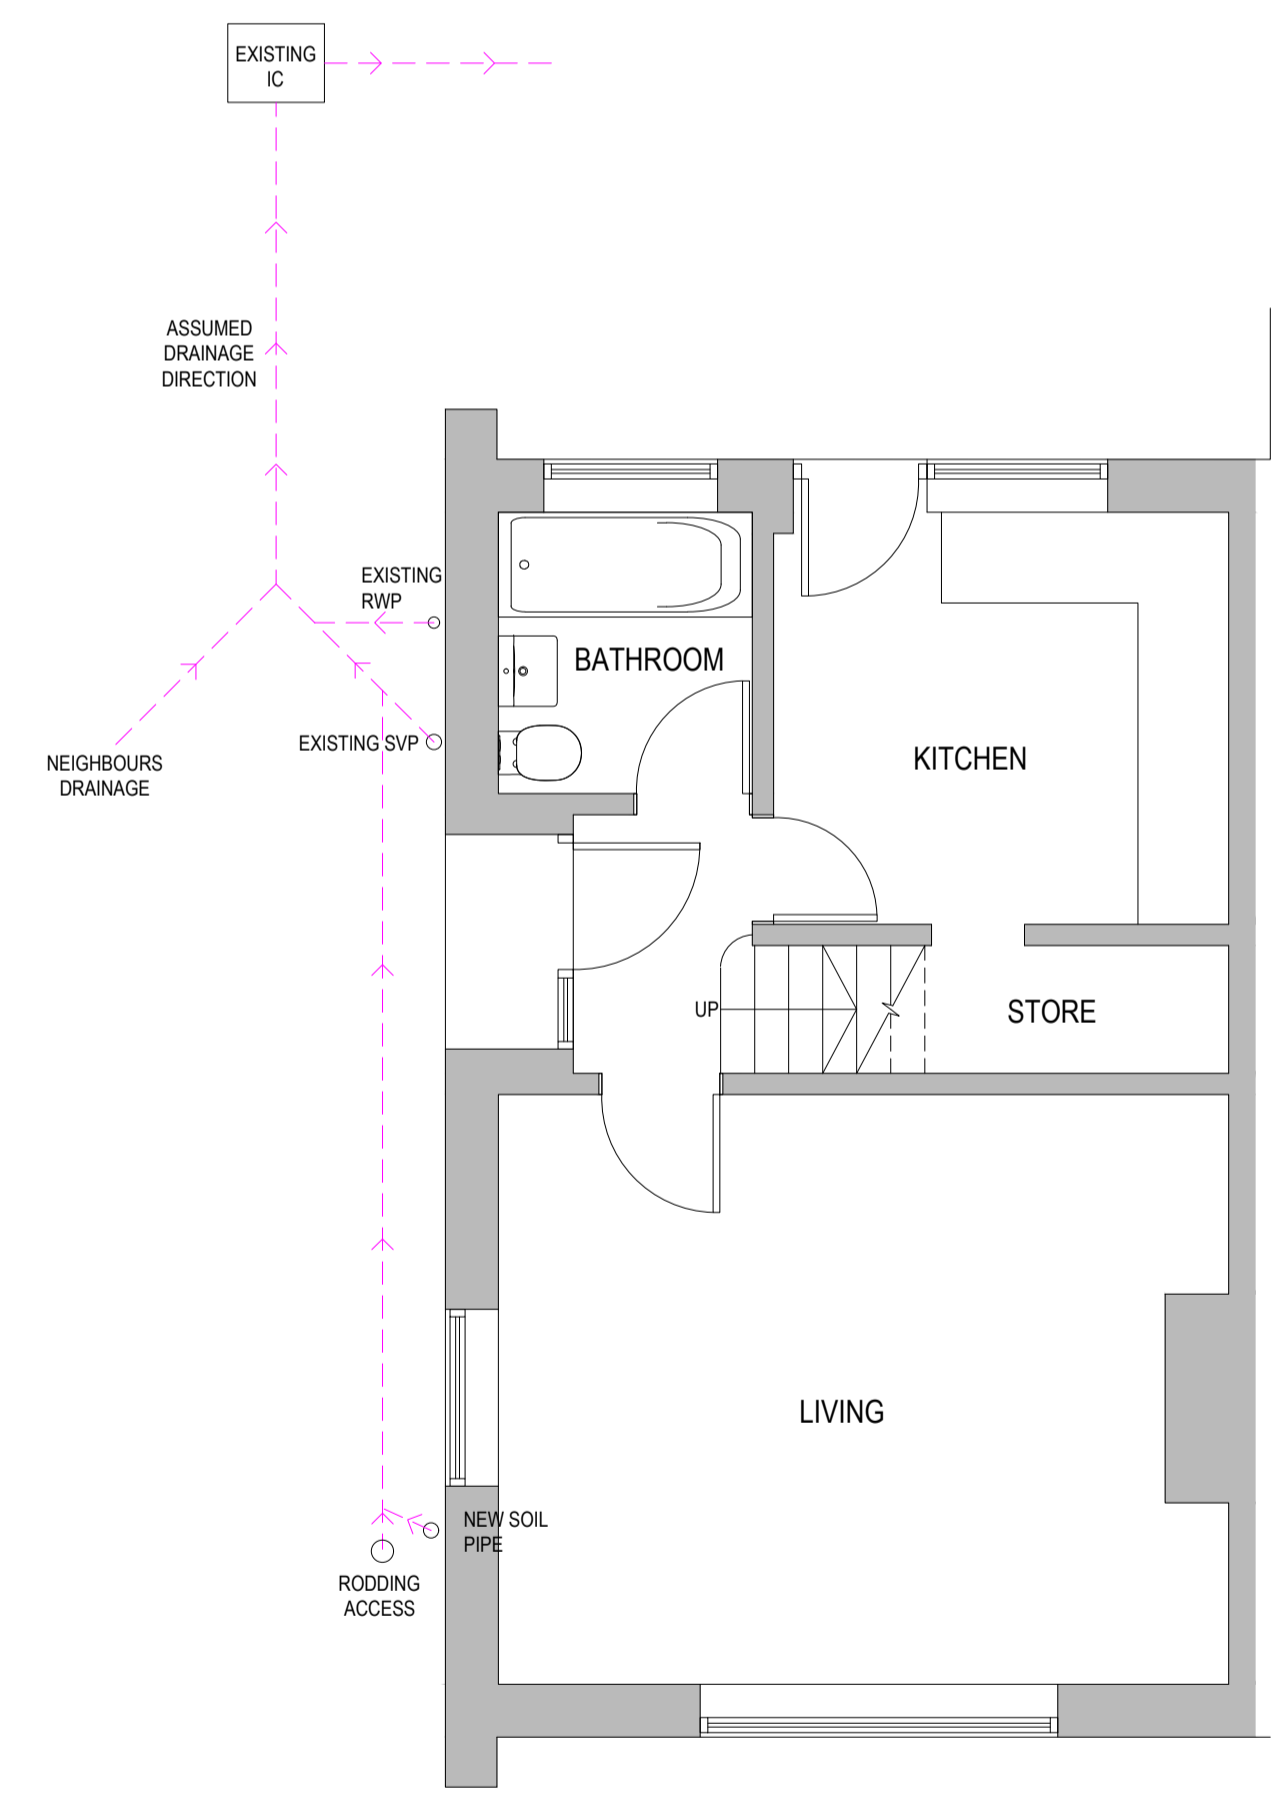 EXISTING
IC
ASSUMED
DRAINAGE
DIRECTION
EXISTING
RWP
BATHROOM
EXISTING SVP
KITCHEN
NEIGHBOURS
DRAINAGE
UP
STORE
LIVING
NEW SOIL
PIPE
RODDING
ACCESS